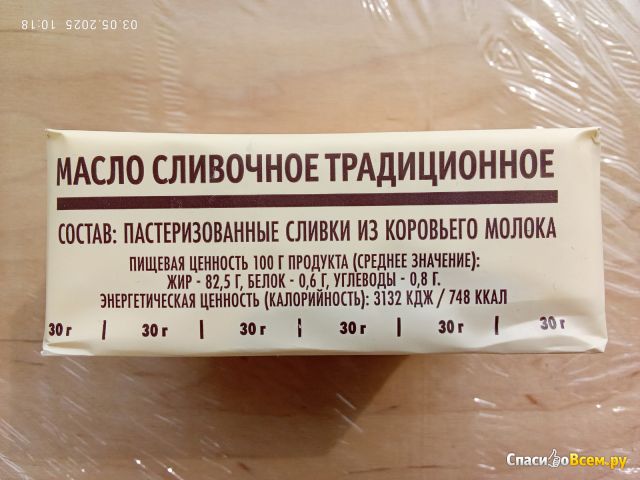 03.05.2025 10:18
МАСЛО СЛИВОЧНОЕ ТРАДИЦИОННОЕ
СОСТАВ: ПАСТЕРИЗОВАННЫЕ СЛИВКИ ИЗ КОРОВЬЕГО МОЛОКА
ПИЩЕВАЯ ЦЕННОСТЬ 100 Г ПРОДУКТА (СРЕДНЕЕ ЗНАЧЕНИЕ):
ЖИР - 82,5 Г, БЕЛОК - 0,6 Г, УГЛЕВОДЫ - 0,8 Г.
ЭНЕРГЕТИЧЕСКАЯ ЦЕННОСТЬ (КАЛОРИЙНОСТЬ): 3132 КДЖ / 748 ККАЛ
30 г | 30 г | 30 г | 30 г | 30 г | 30 г
СпасибоВсем.ру